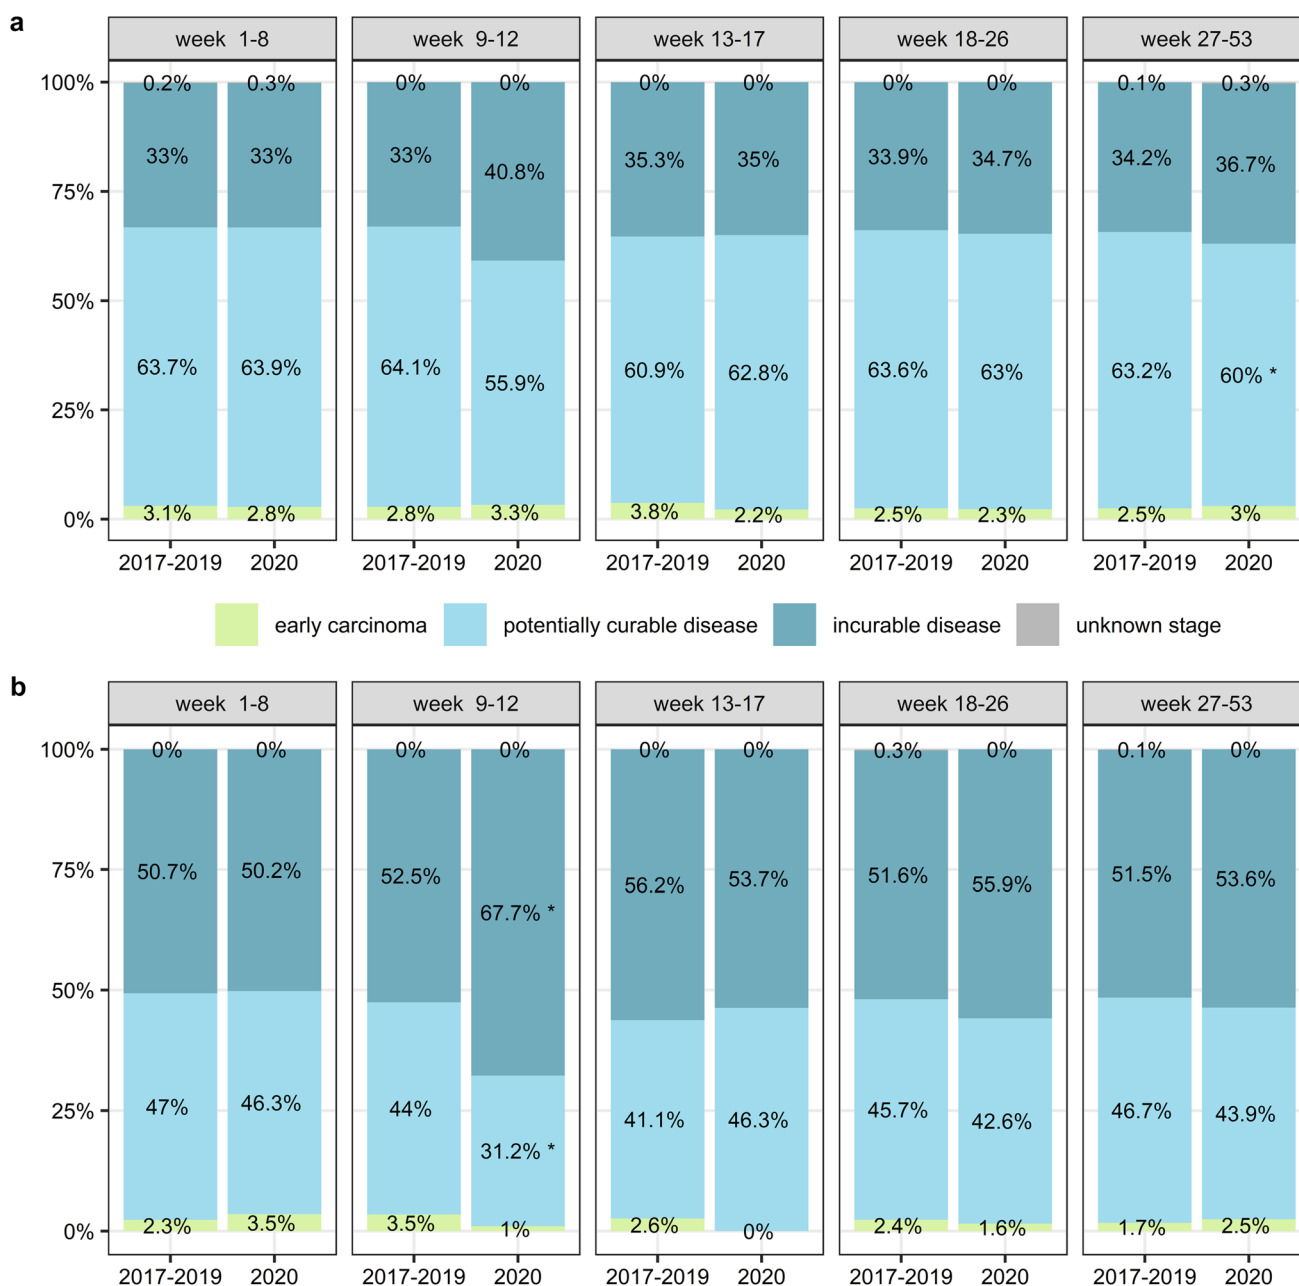 a
week 1-8 week 9-12 week 13-17 week 18-26 week 27-53
100% 0.2% 0.3% 0% 0% 0% 0% 0% 0% 0.1% 0.3%
33% 33% 33% 40.8% 35.3% 35% 33.9% 34.7% 34.2% 36.7%
75%
50%
63.7% 63.9% 64.1% 55.9% 60.9% 62.8% 63.6% 63% 63.2% 60% *
25%
0% 3.1% 2.8% 2.8% 3.3% 3.8% 2.2% 2.5% 2.3% 2.5% 3%
2017-2019 2020 2017-2019 2020 2017-2019 2020 2017-2019 2020 2017-2019 2020
early carcinoma potentially curable disease incurable disease unknown stage
b
week 1-8 week 9-12 week 13-17 week 18-26 week 27-53
100% 0% 0% 0% 0% 0% 0% 0.3% 0% 0.1% 0%
75% 50.7% 50.2% 52.5% 67.7% * 56.2% 53.7% 51.6% 55.9% 51.5% 53.6%
50%
25% 47% 46.3% 44% 31.2% * 41.1% 46.3% 45.7% 42.6% 46.7% 43.9%
0% 2.3% 3.5% 3.5% 1% 2.6% 0% 2.4% 1.6% 1.7% 2.5%
2017-2019 2020 2017-2019 2020 2017-2019 2020 2017-2019 2020 2017-2019 2020